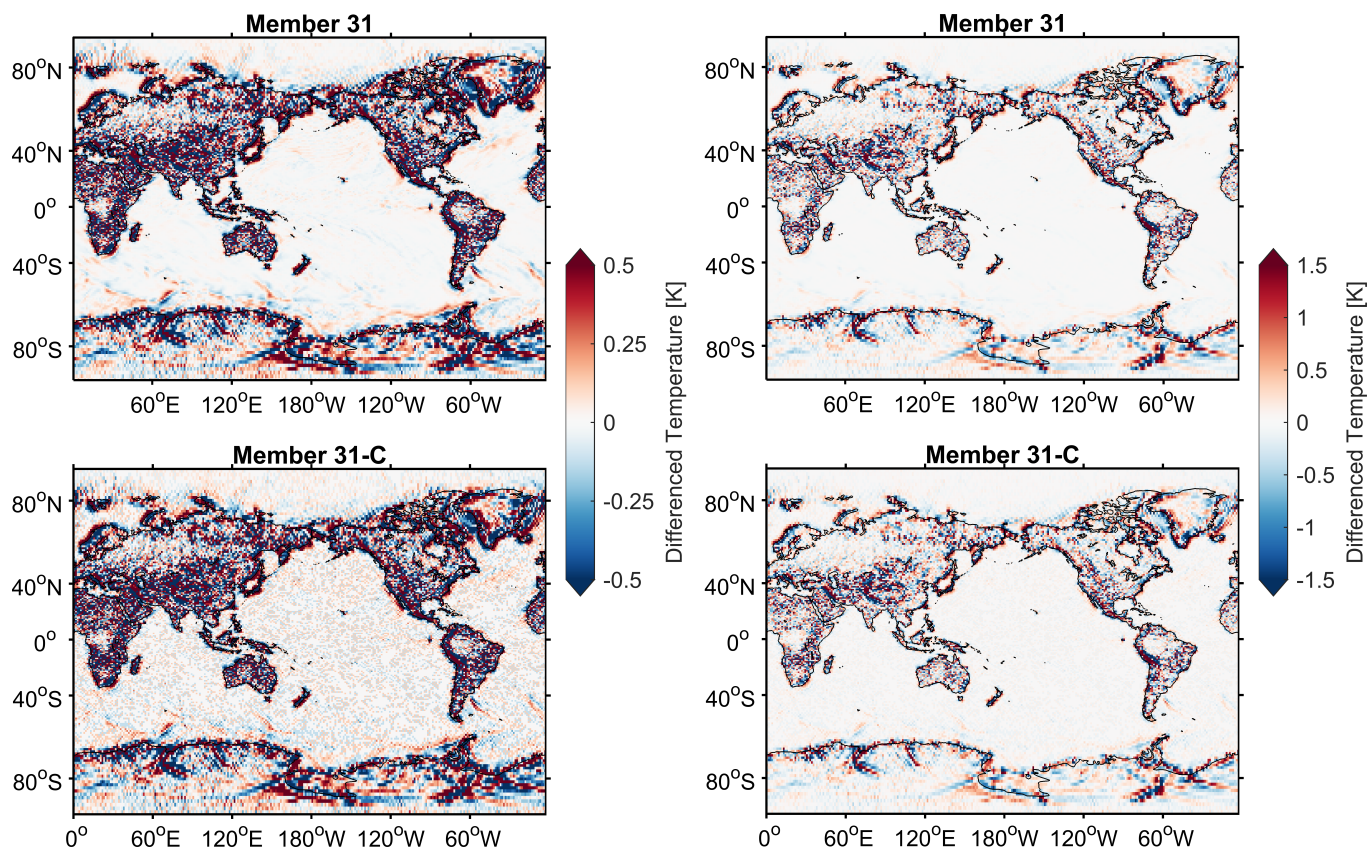 Member 31
80°N
40°N
0°
40°S
80°S
60°E 120°E 180°W 120°W 60°W
Member 31
80°N
40°N
0°
40°S
80°S
60°E 120°E 180°W 120°W 60°W
Member 31-C
80°N
40°N
0°
40°S
80°S
0° 60°E 120°E 180°W 120°W 60°W
Member 31-C
80°N
40°N
0°
40°S
80°S
0° 60°E 120°E 180°W 120°W 60°W
0.5
0.25
0
-0.25
-0.5
Differenced Temperature [K]
1.5
1
0.5
0
-0.5
-1
-1.5
Differenced Temperature [K]